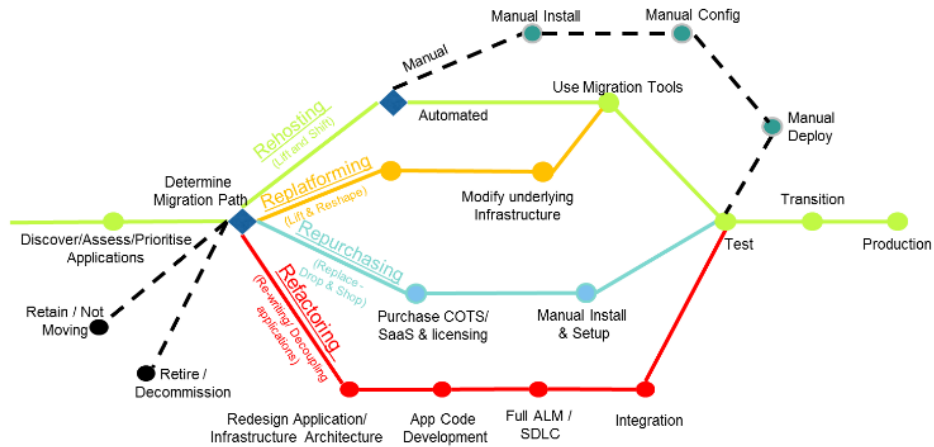 Manual Install
Manual Config
Manual
Use Migration Tools
Automated
Manual
Deploy
Rehosting
(Lift and Shift)
Determine
Migration Path
Replatforming
(Lift & Reshape)
Modify underlying
Infrastructure
Discover/Assess/Prioritise
Applications
Test
Transition
Production
Repurchasing
(Replace -
Drop & Shop)
Purchase COTS/
SaaS & licensing
Manual Install
& Setup
Refactoring
(Re-writing/ Decoupling
applications)
Retain / Not
Moving
Retire /
Decommission
Redesign Application/
Infrastructure Architecture
App Code
Development
Full ALM /
SDLC
Integration